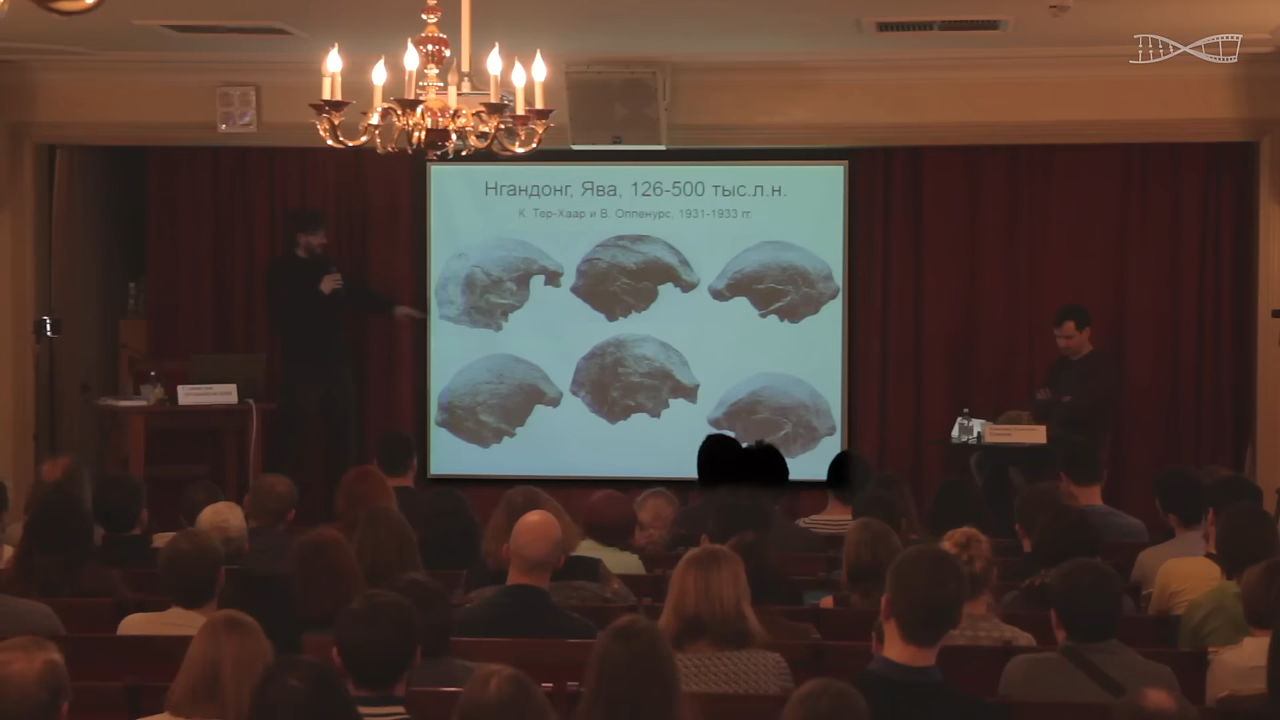 Нгандонг, Ява, 126-500 тыс.л.н.
К. Тер-Хаар и В. Оппенурс, 1931-1933 гг.